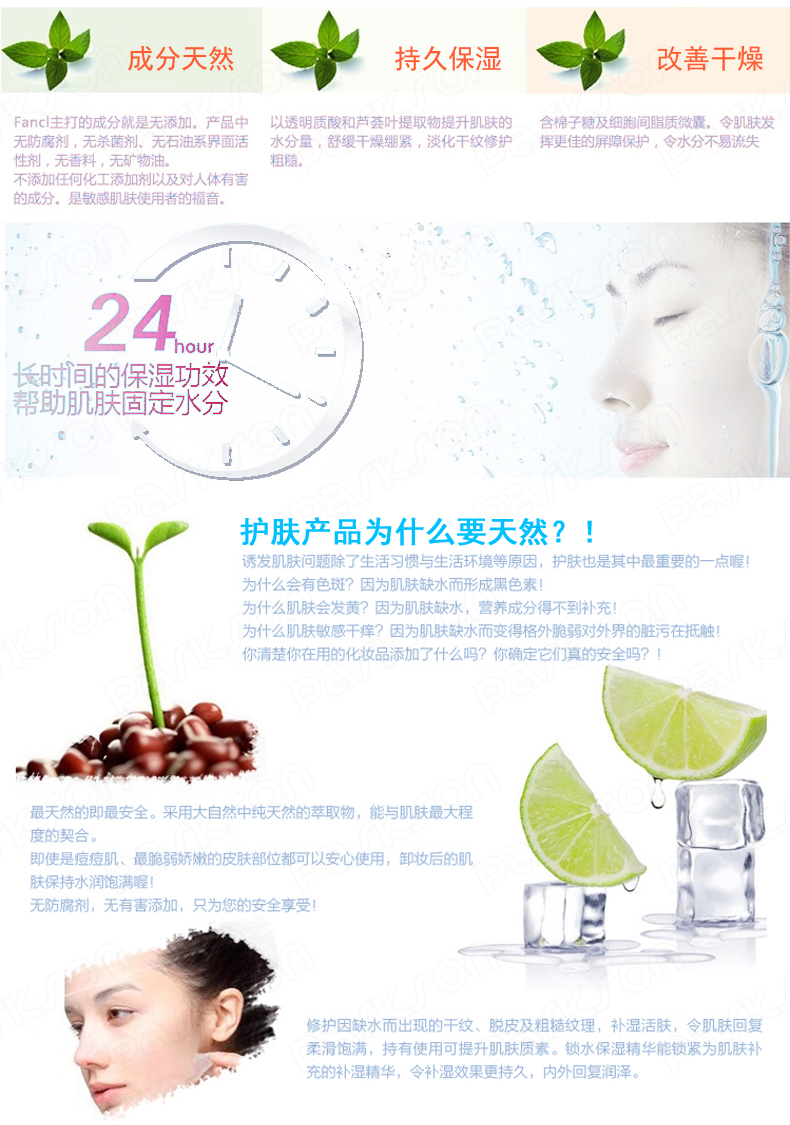 成分天然
Fancl主打的成分就是无添加。产品中
无防腐剂，无杀菌剂、无石油系界面活
性剂，无香料，无矿物油。
不添加任何化工添加剂以及对人体有害
的成分。是敏感肌肤使用者的福音。
持久保湿
以透明质酸和芦荟叶提取物提升肌肤的
水分量，舒缓干燥绷紧，淡化干纹修护
粗糙。
改善干燥
含棉子糖及细胞间脂质微囊。令肌肤发
挥更佳的屏障保护，令水分不易流失
24hour
长时间的保湿功效
帮助肌肤固定水分
护肤产品为什么要天然？！
诱发肌肤问题除了生活习惯与生活环境等原因，护肤也是其中最重要的一点喔！
为什么会有色斑？因为肌肤缺水而形成黑色素！
为什么肌肤会发黄？因为肌肤缺水，营养成分得不到补充！
为什么肌肤敏感干痒？因为肌肤缺水而变得格外脆弱对外界的脏污在抵触！
你清楚你在用的化妆品添加了什么吗？你确定它们真的安全吗？！
最天然的即最安全。采用大自然中纯天然的萃取物，能与肌肤最大程
度的契合。
即使是痘痘肌、最脆弱娇嫩的皮肤部位都可以安心使用，卸妆后的肌
肤保持水润饱满喔！
无防腐剂，无有害添加，只为您的安全享受！
修护因缺水而出现的干纹、脱皮及粗糙纹理，补湿活肤，令肌肤回复
柔滑饱满，持有使用可提升肌肤质素。锁水保湿精华能锁紧为肌肤补
充的补湿精华，令补湿效果更持久，内外回复润泽。
Parkson